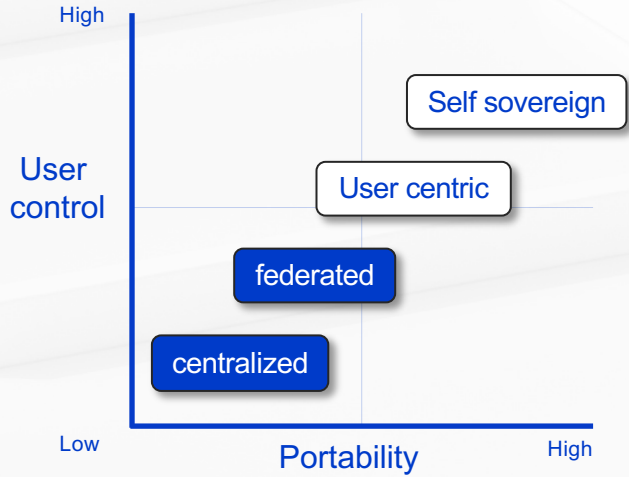 High
Self sovereign
User
control
User centric
federated
centralized
Low
Portability
High